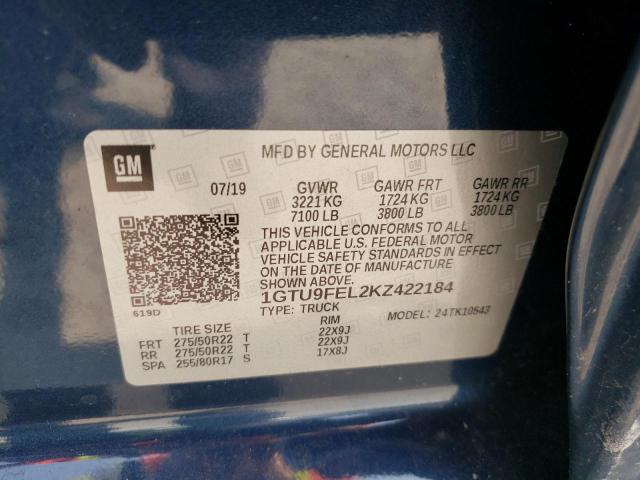 GM
MFD BY GENERAL MOTORS LLC
07/19 GVWR GAWR FRT GAWR RR
3221 KG 1724 KG 1724 KG
7100 LB 3800 LB 3800 LB
THIS VEHICLE CONFORMS TO ALL
APPLICABLE U.S. FEDERAL MOTOR
VEHICLE SAFETY STANDARDS IN EFFECT
ON THE DATE OF MANUFACTURE
1GTU9FEL2KZ422184
619D
TYPE: TRUCK MODEL: 24TK10543
TIRE SIZE RIM
FRT 275/50R22 T 22X9J
RR 275/50R22 T 22X9J
SPA 255/80R17 S 17X8J